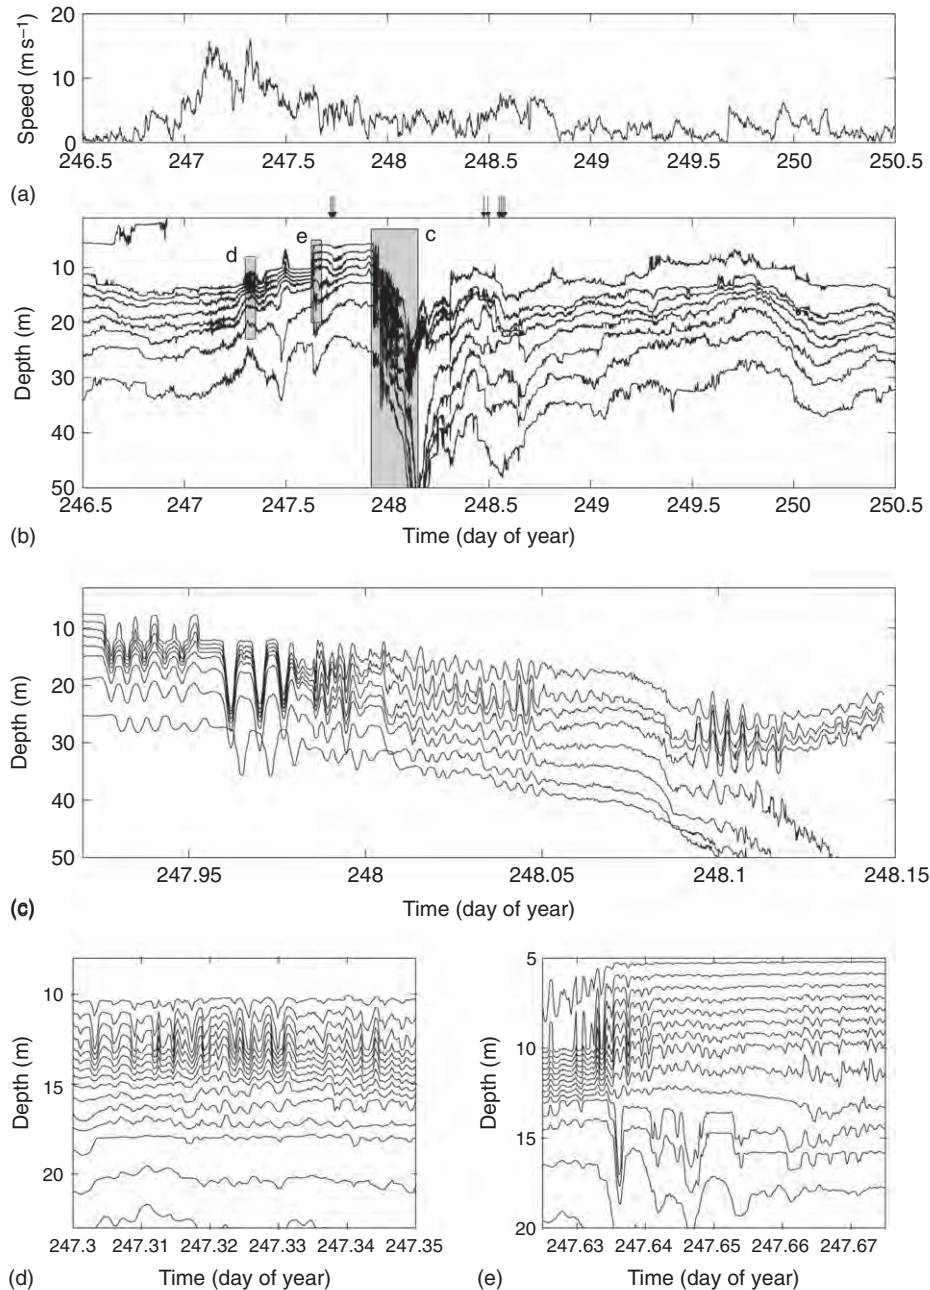 Speed (m s⁻¹)
20
10
0
246.5 247 247.5 248 248.5 249 249.5 250 250.5
(a)
d e c
Depth (m)
10
20
30
40
50
246.5 247 247.5 248 248.5 249 249.5 250 250.5
(b) Time (day of year)
Depth (m)
10
20
30
40
50
247.95 248 248.05 248.1 248.15
(c) Time (day of year)
Depth (m)
10
15
20
247.3 247.31 247.32 247.33 247.34 247.35
(d) Time (day of year)
Depth (m)
5
10
15
20
247.63 247.64 247.65 247.66 247.67
(e) Time (day of year)